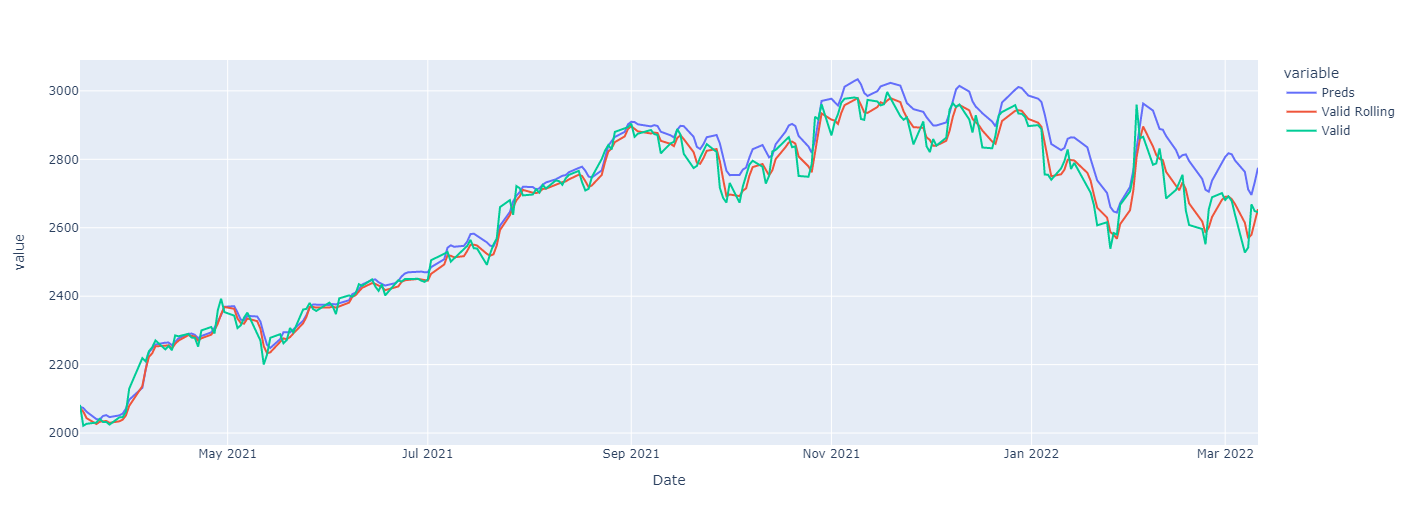 variable
Preds
Valid Rolling
Valid
value
3000
2800
2600
2400
2200
2000
May 2021
Jul 2021
Sep 2021
Nov 2021
Jan 2022
Mar 2022
Date